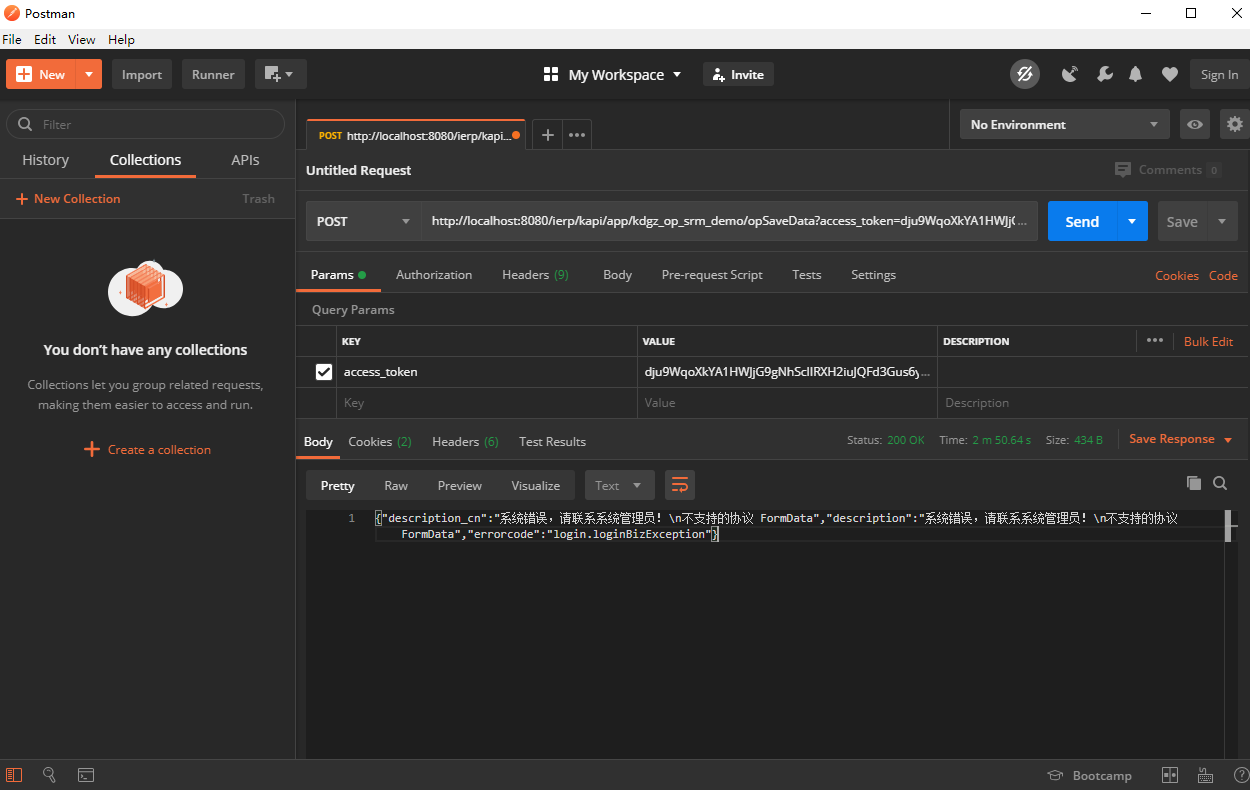 Postman
File Edit View Help
New Import Runner My Workspace Invite Sign In
Filter
History Collections APIs
New Collection Trash
You don't have any collections
Collections let you group related requests,
making them easier to access and run.
Create a collection
POST http://localhost:8080/ierp/kapi... + ••• No Environment
Untitled Request Comments 0
POST http://localhost:8080/ierp/kapi/app/kdgz_op_srm_demo/opSaveData?access_token=dju9WqoXkYA1HWJj( ... Send Save
Params Authorization Headers (9) Body Pre-request Script Tests Settings Cookies Code
Query Params
KEY VALUE DESCRIPTION ••• Bulk Edit
access_token dju9WqoXkYA1HWJjG9gNhScIIRXH2iuJQFd3Gus6y...
Key Value Description
Body Cookies (2) Headers (6) Test Results Status: 200 OK Time: 2 m 50.64 s Size: 434 B Save Response
Pretty Raw Preview Visualize Text
1 {"description_cn":"系统错误，请联系系统管理员！\n不支持的协议 FormData","description":"系统错误，请联系系统管理员！\n不支持的协议
FormData","errorcode":"login.loginBizException"}
Bootcamp